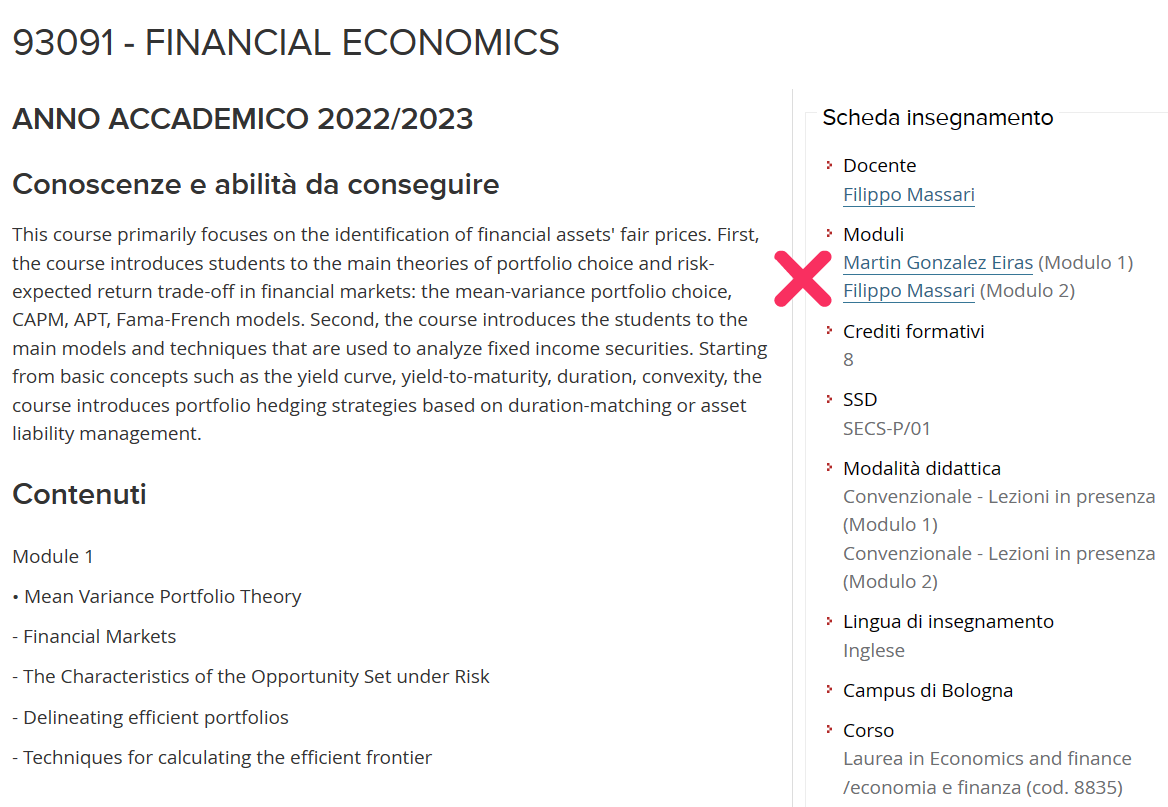 93091 - FINANCIAL ECONOMICS
ANNO ACCADEMICO 2022/2023
Conoscenze e abilità da conseguire
This course primarily focuses on the identification of financial assets' fair prices. First,
the course introduces students to the main theories of portfolio choice and risk-
expected return trade-off in financial markets: the mean-variance portfolio choice,
CAPM, APT, Fama-French models. Second, the course introduces the students to the
main models and techniques that are used to analyze fixed income securities. Starting
from basic concepts such as the yield curve, yield-to-maturity, duration, convexity, the
course introduces portfolio hedging strategies based on duration-matching or asset
liability management.
Contenuti
Module 1
• Mean Variance Portfolio Theory
- Financial Markets
- The Characteristics of the Opportunity Set under Risk
- Delineating efficient portfolios
- Techniques for calculating the efficient frontier
Scheda insegnamento
Docente
Filippo Massari
Moduli
Martin Gonzalez Eiras (Modulo 1)
Filippo Massari (Modulo 2)
Crediti formativi
8
SSD
SECS-P/01
Modalità didattica
Convenzionale - Lezioni in presenza
(Modulo 1)
Convenzionale - Lezioni in presenza
(Modulo 2)
Lingua di insegnamento
Inglese
Campus di Bologna
Corso
Laurea in Economics and finance
/economia e finanza (cod. 8835)